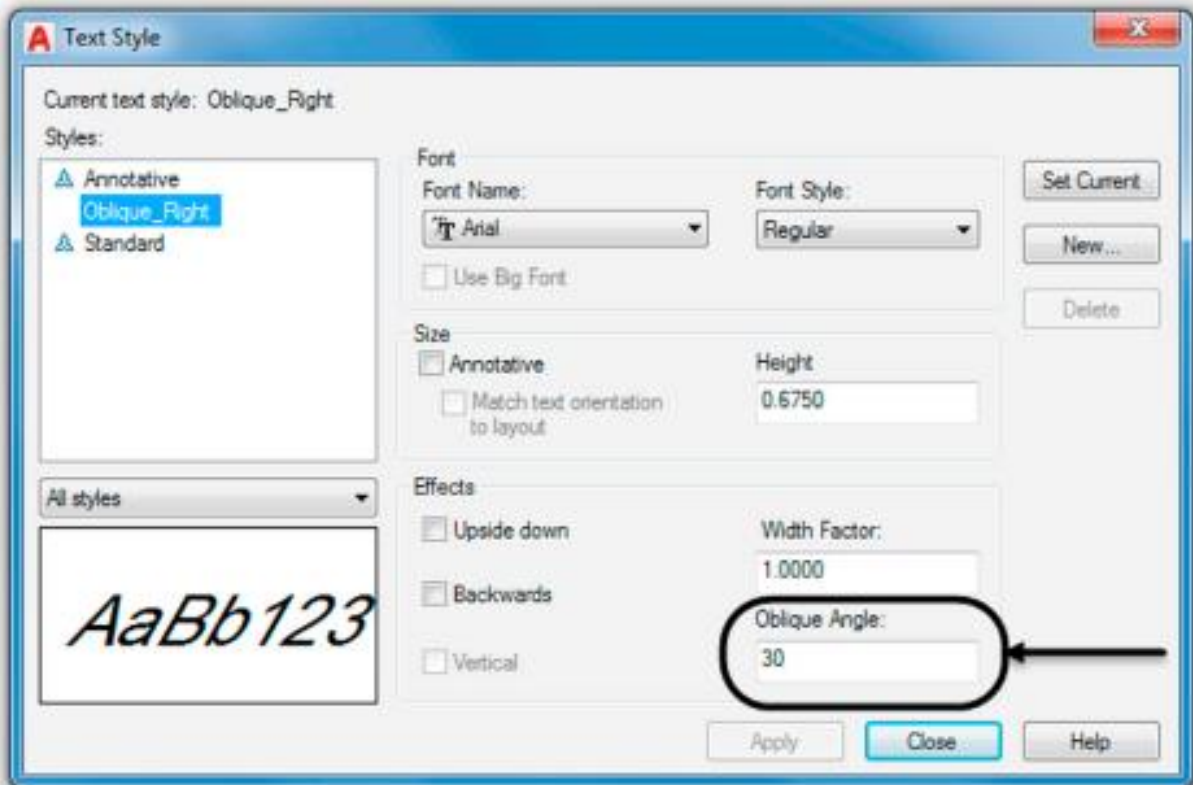 Text Style
Current text style: Oblique_Right
Styles:
Annotative
Oblique_Right
Standard
All styles
AaBb123
Font
Font Name:
Arial
Font Style:
Regular
Use Big Font
Size
Annotative
Match text orientation
to layout
Height
0.6750
Effects
Upside down
Backwards
Vertical
Width Factor:
1.0000
Oblique Angle:
30
Set Current
New...
Delete
Apply
Close
Help